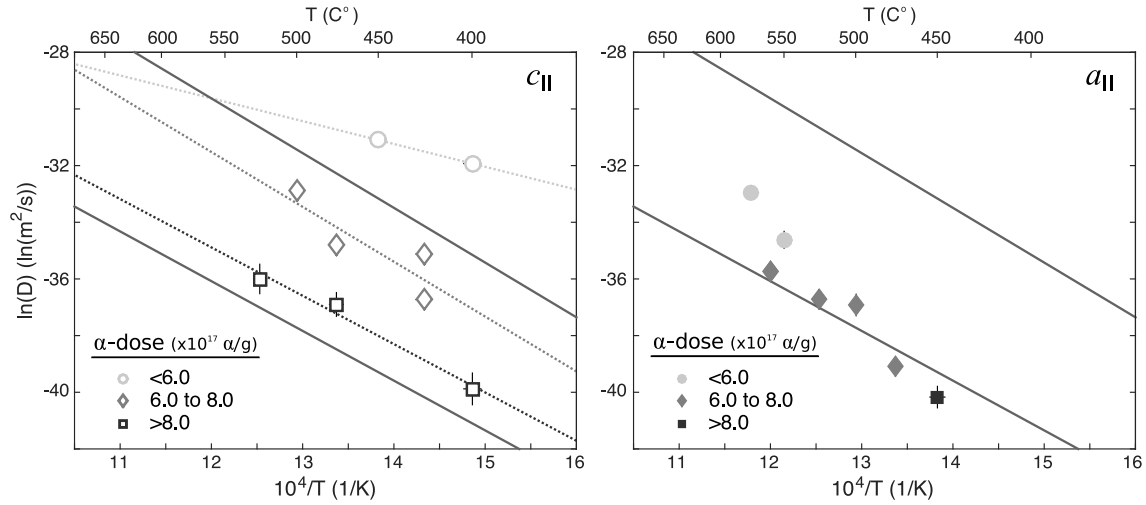 T (C°)
650 600 550 500 450 400
c_II
-28
-32
-36
-40
ln(D) (ln(m²/s))
α-dose (x10¹⁷ α/g)
<6.0
6.0 to 8.0
>8.0
11 12 13 14 15 16
10⁴/T (1/K)
T (C°)
650 600 550 500 450 400
a_II
-28
-32
-36
-40
α-dose (x10¹⁷ α/g)
<6.0
6.0 to 8.0
>8.0
11 12 13 14 15 16
10⁴/T (1/K)